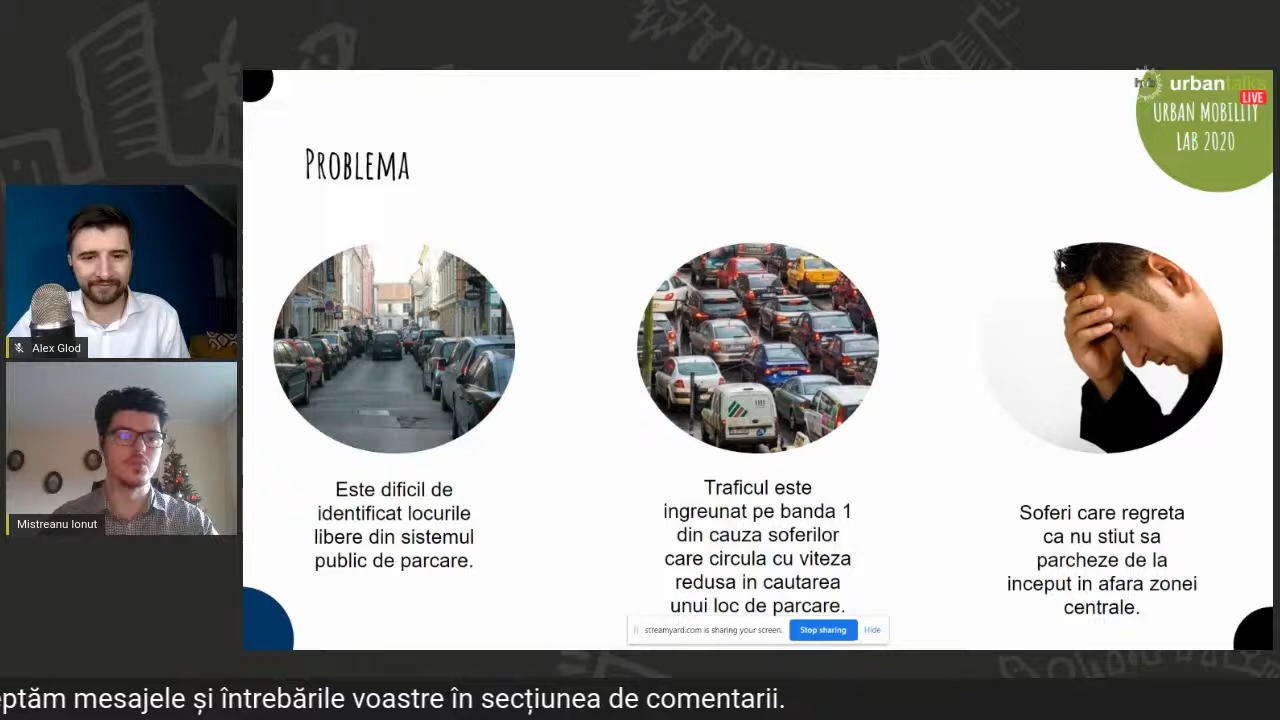 urbantalks
LIVE
URBAN MOBILITY
LAB 2020
PROBLEMA
Alex Glod
Mistreanu Ionut
Este dificil de
identificat locurile
libere din sistemul
public de parcare.
Traficul este
ingreunat pe banda 1
din cauza soferilor
care circula cu viteza
redusa in cautarea
unui loc de parcare.
Soferi care regreta
ca nu stiut sa
parcheze de la
inceput in afara zonei
centrale.
streamyard.com is sharing your screen.
Stop sharing
Hide
eptăm mesajele și întrebările voastre în secțiunea de comentarii.